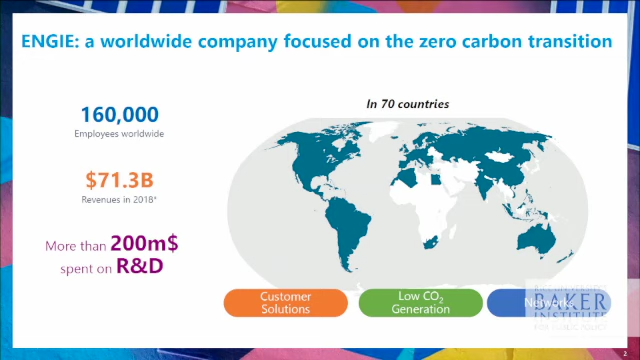 ENGIE: a worldwide company focused on the zero carbon transition
160,000
Employees worldwide
$71.3B
Revenues in 2018*
More than 200m$
spent on R&D
In 70 countries
Customer
Solutions
Low CO₂
Generation
Networks
BAKER
INSTITUTE
FOR PUBLIC POLICY
2